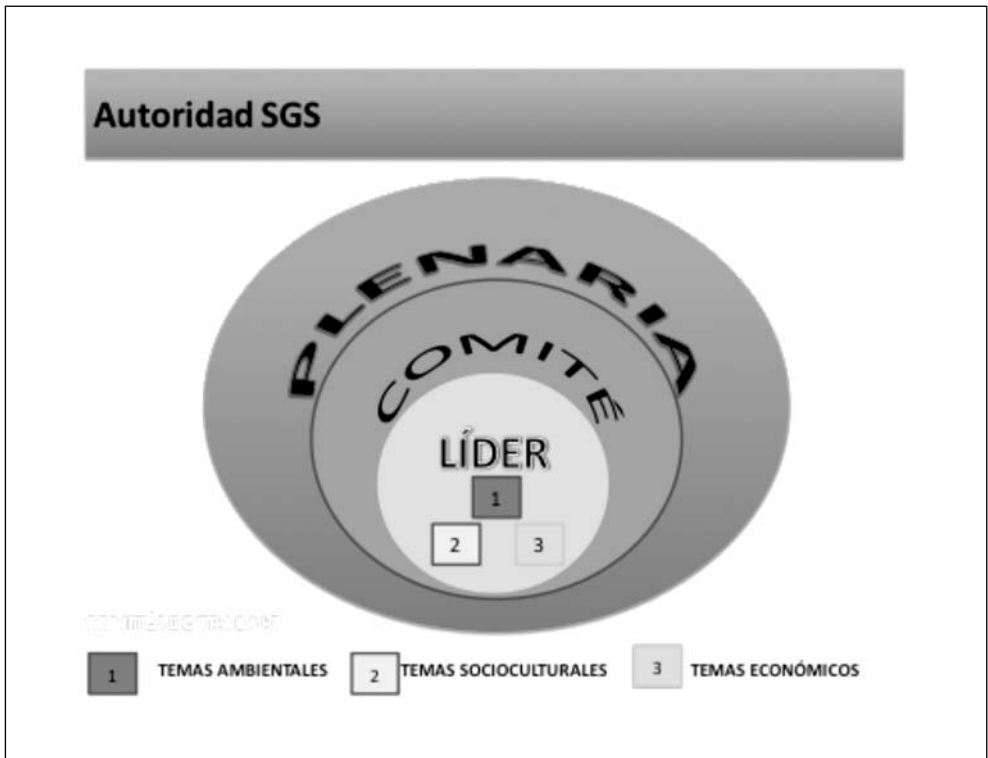 Autoridad SGS
PLENARIA
COMITÉ
LÍDER
1
2 3
1 TEMAS AMBIENTALES 2 TEMAS SOCIOCULTURALES 3 TEMAS ECONÓMICOS